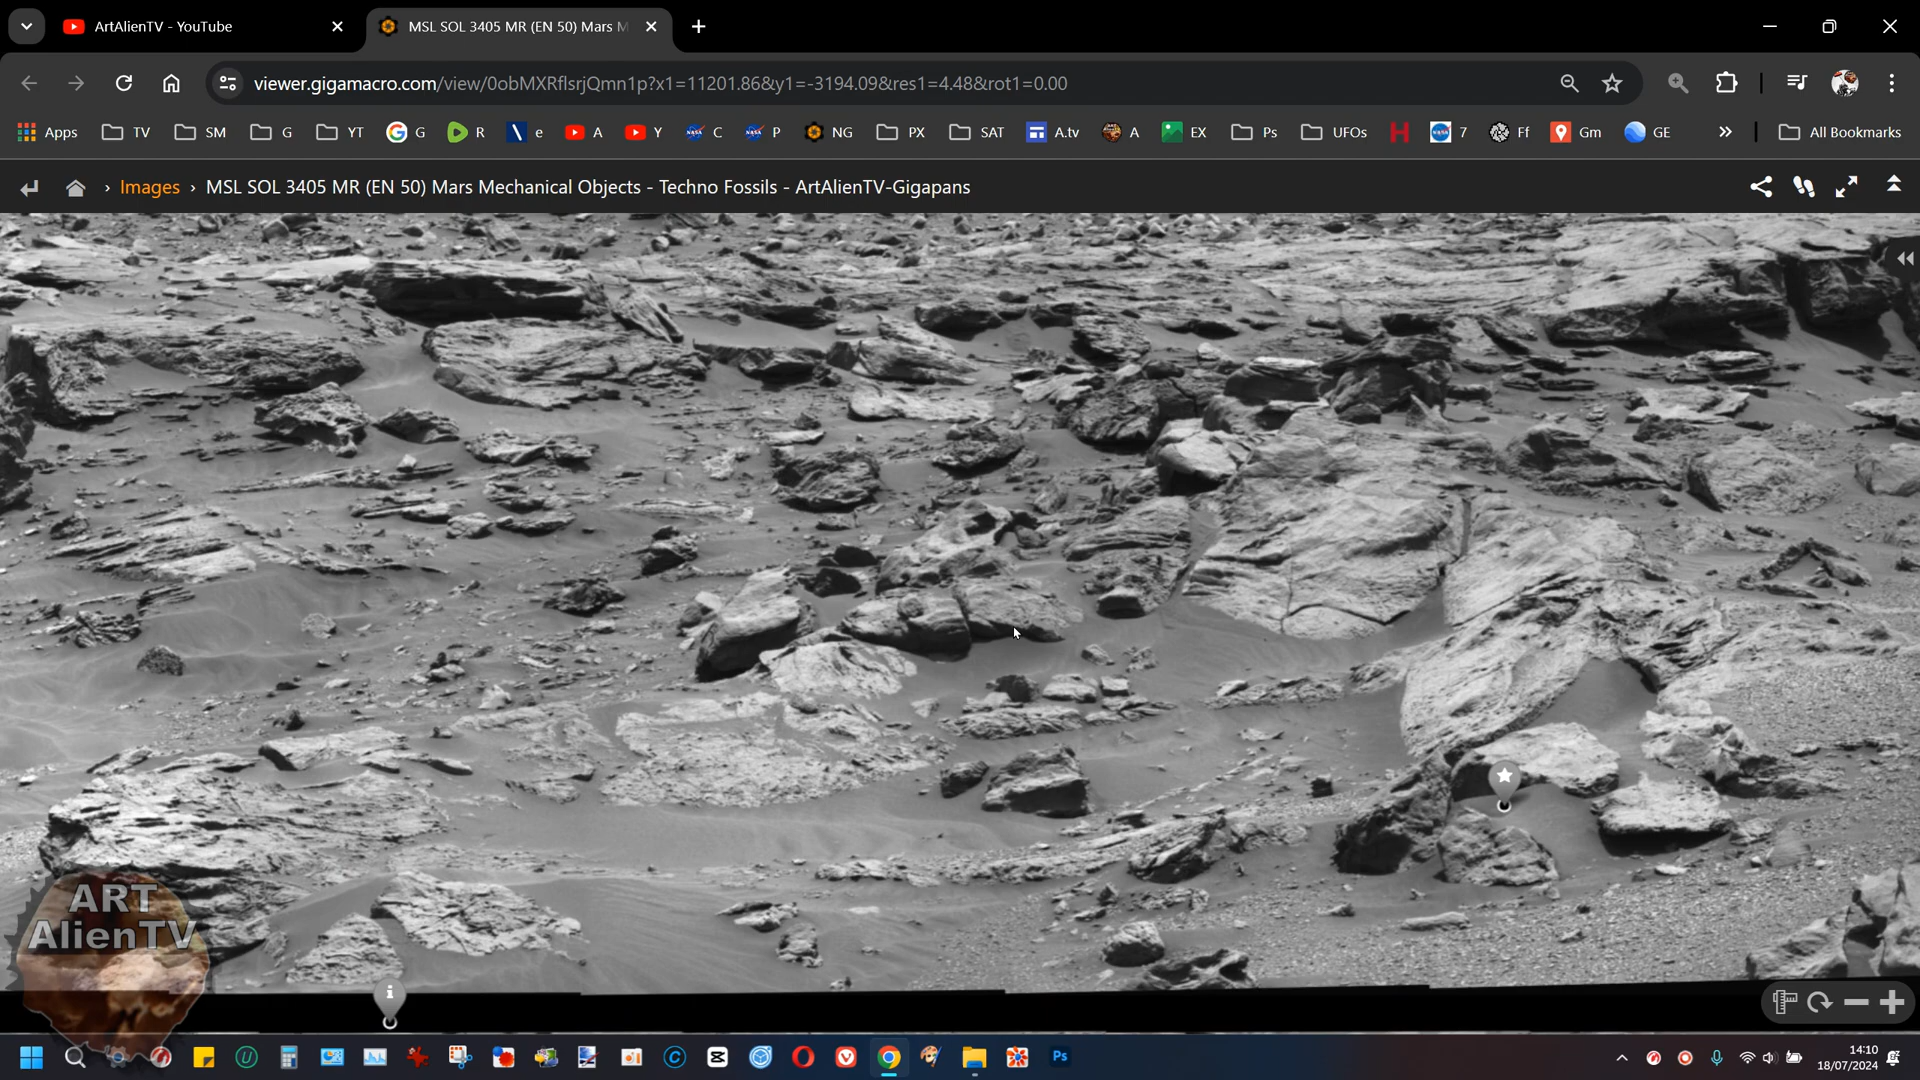 ArtAlienTV - YouTube
MSL SOL 3405 MR (EN 50) Mars M
viewer.gigamacro.com/view/0obMXRflsrjQmn1p?x1=11201.86&y1=-3194.09&res1=4.48&rot1=0.00
Apps TV SM G YT G R e A Y C P NG PX SAT A.tv A EX Ps UFOs 7 Ff Gm GE » All Bookmarks
› Images › MSL SOL 3405 MR (EN 50) Mars Mechanical Objects - Techno Fossils - ArtAlienTV-Gigapans
ART
AlienTV
14:10
18/07/2024
Ps